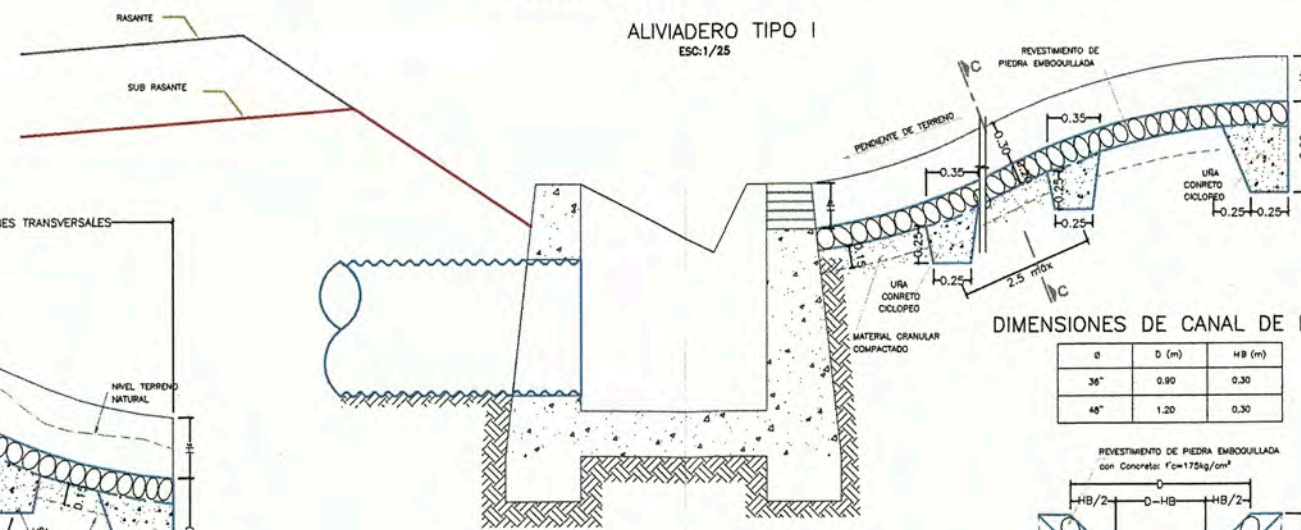 ALIVIADERO TIPO I
ESC:1/25
RASANTE
SUB RASANTE
REVESTIMIENTO DE
PIEDRA EMBOQUILLADA
C
PENDIENTE DE TERRENO
0.35
0.30
0.35
0.25
0.25
0.25
0.25
0.15
2.5 máx
C
UÑA
CONRETO
CICLOPEO
UÑA
CONRETO
CICLOPEO
0.25
0.25
MATERIAL GRANULAR
COMPACTADO
NES TRANSVERSALES
NIVEL TERRENO
NATURAL
DIMENSIONES DE CANAL DE
Ø D (m) HB (m)
36" 0.90 0.30
48" 1.20 0.30
REVESTIMIENTO DE PIEDRA EMBOQUILLADA
con Concreto: f'c=175kg/cm²
D
HB/2 D-HB HB/2